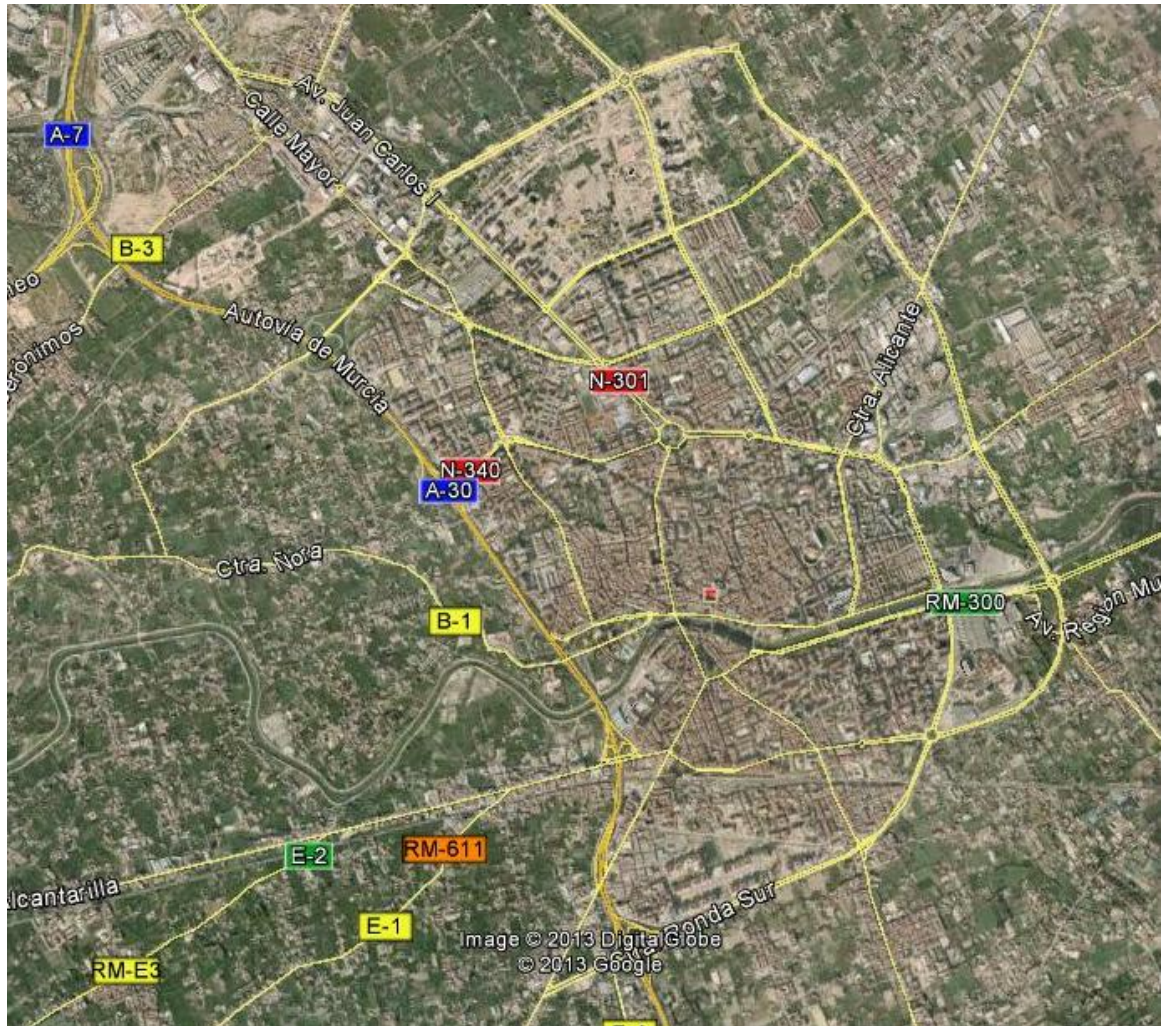 Av. Juan Carlos I
Calle Mayor
A-7
B-3
Autovía de Murcia
N-301
Ctra. Alicante
N-340
A-30
Ctra. Ñora
RM-300
B-1
Av. Región Mu
RM-611
E-2
lcantarilla
E-1
Ronda Sur
RM-E3
Image © 2013 DigitalGlobe
© 2013 Google